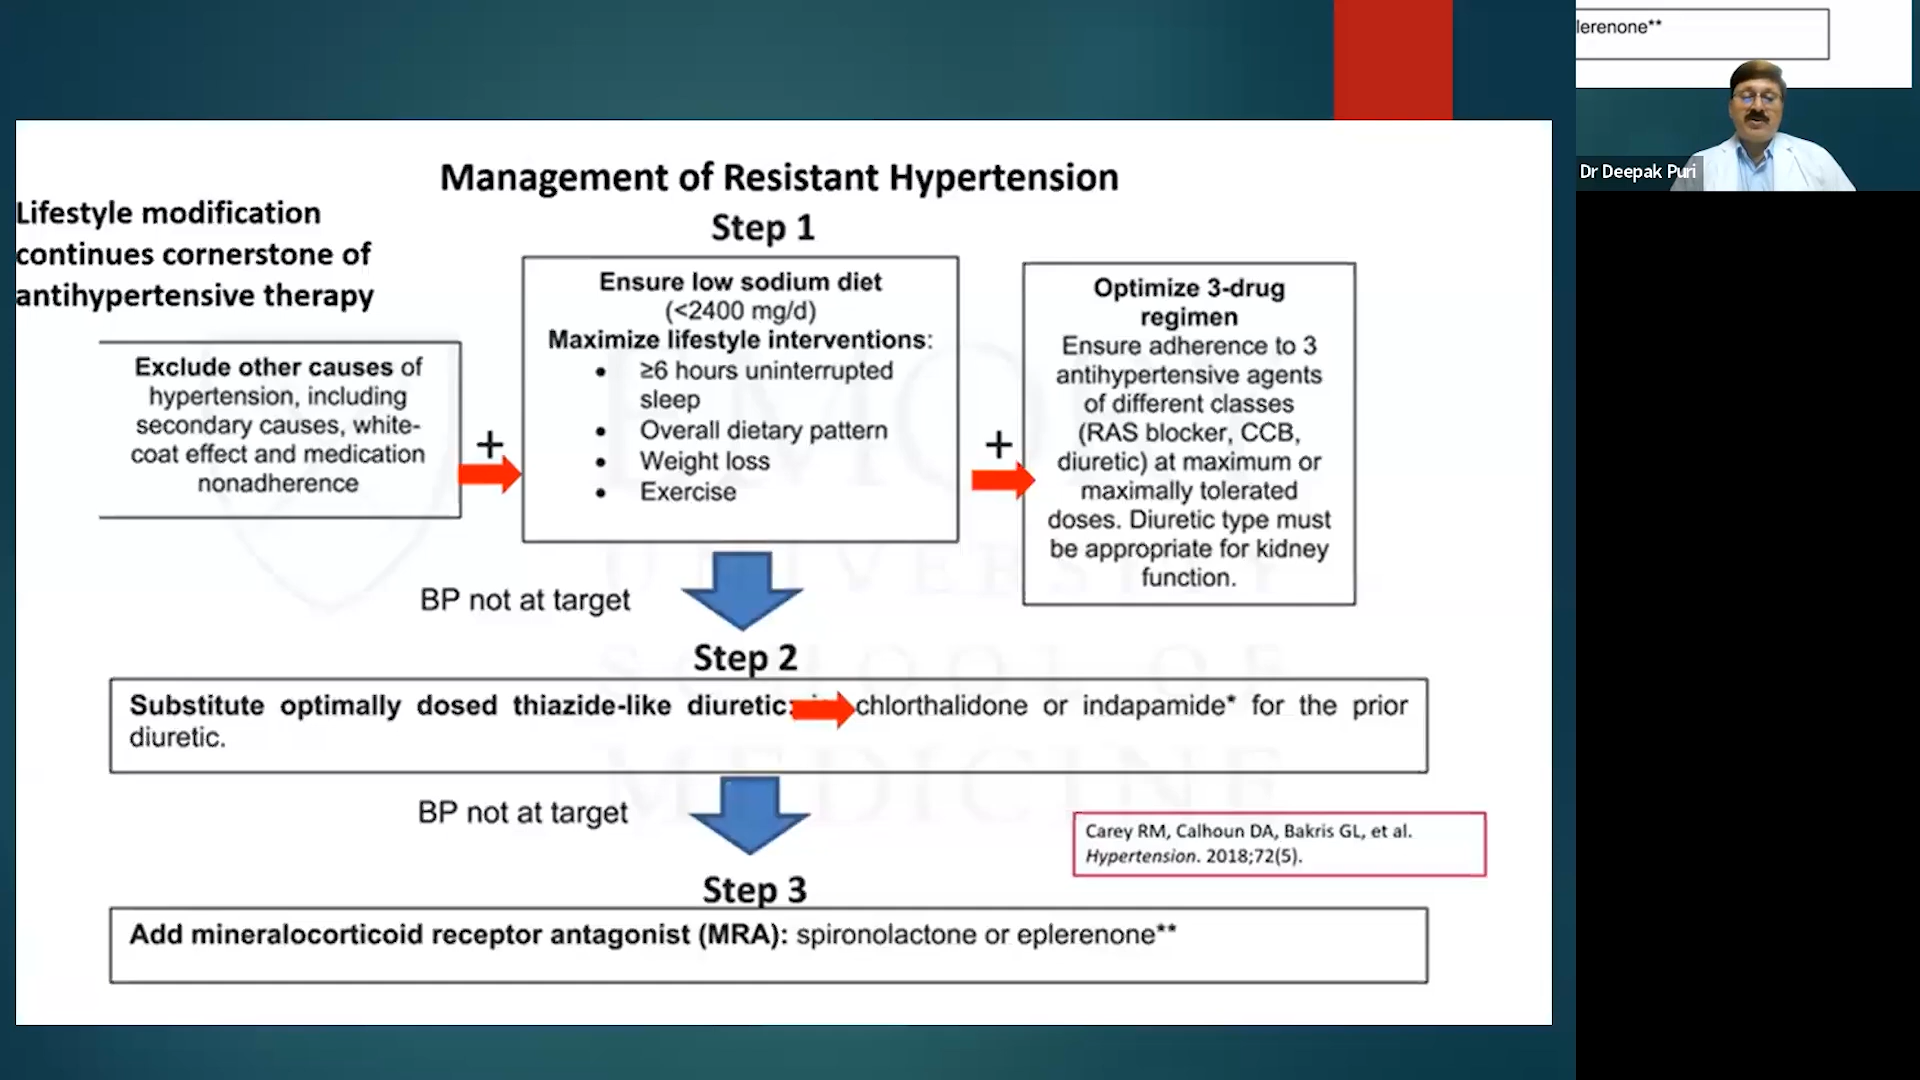 lerenone**
Dr Deepak Puri
Management of Resistant Hypertension
Lifestyle modification
continues cornerstone of
antihypertensive therapy
Step 1
Exclude other causes of
hypertension, including
secondary causes, white-
coat effect and medication
nonadherence
+
Ensure low sodium diet
(<2400 mg/d)
Maximize lifestyle interventions:
• ≥6 hours uninterrupted
sleep
• Overall dietary pattern
• Weight loss
• Exercise
+
Optimize 3-drug
regimen
Ensure adherence to 3
antihypertensive agents
of different classes
(RAS blocker, CCB,
diuretic) at maximum or
maximally tolerated
doses. Diuretic type must
be appropriate for kidney
function.
BP not at target
Step 2
Substitute optimally dosed thiazide-like diuretic: chlorthalidone or indapamide* for the prior
diuretic.
BP not at target
Carey RM, Calhoun DA, Bakris GL, et al.
Hypertension. 2018;72(5).
Step 3
Add mineralocorticoid receptor antagonist (MRA): spironolactone or eplerenone**
EMORY
UNIVERSITY
SCHOOL OF
MEDICINE